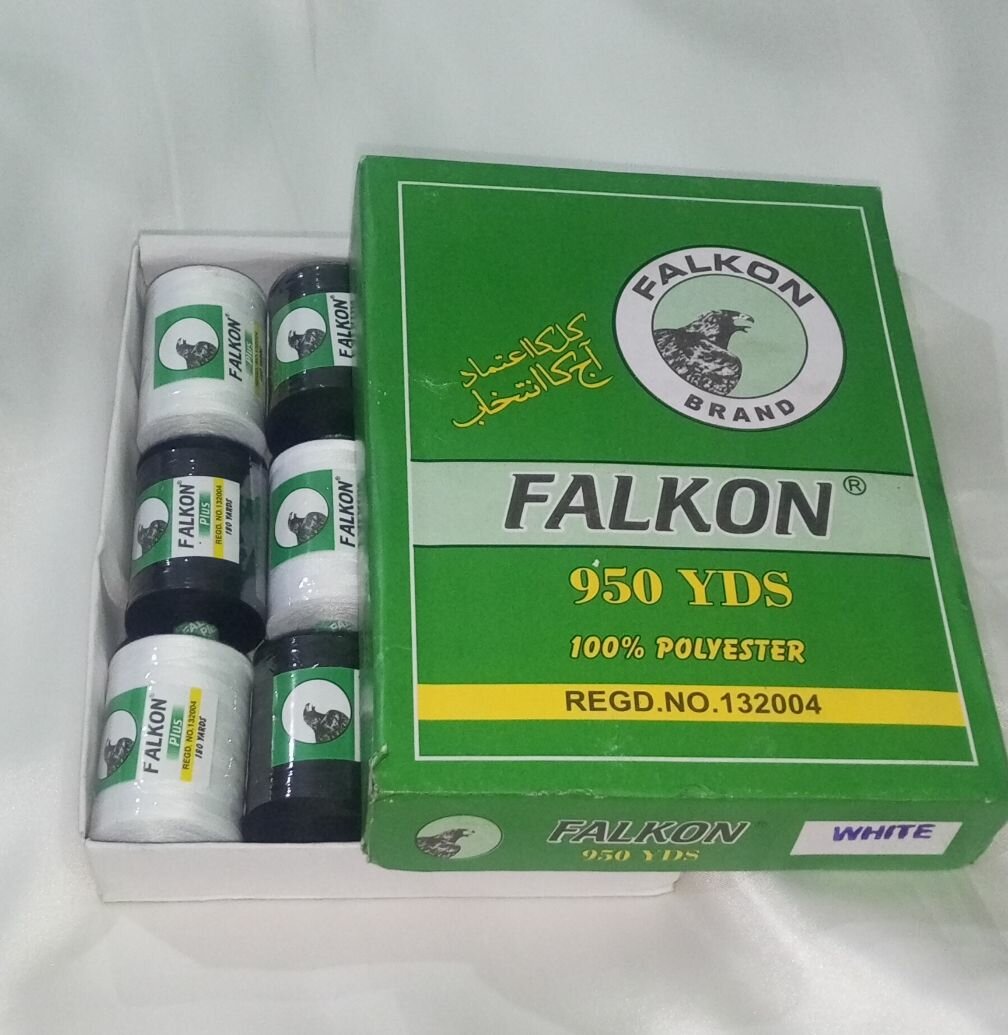 FALKON
BRAND
کل کا اعتماد
آج کا انتخاب
FALKON®
950 YDS
100% POLYESTER
REGD.NO.132004
FALKON
950 YDS
WHITE
FALKON®
Plus
FALKON
FALKON®
Plus
REGD. NO.132004
180 YARDS
FALKON®
FALKON®
Plus
REGD. NO.132004
180 YARDS